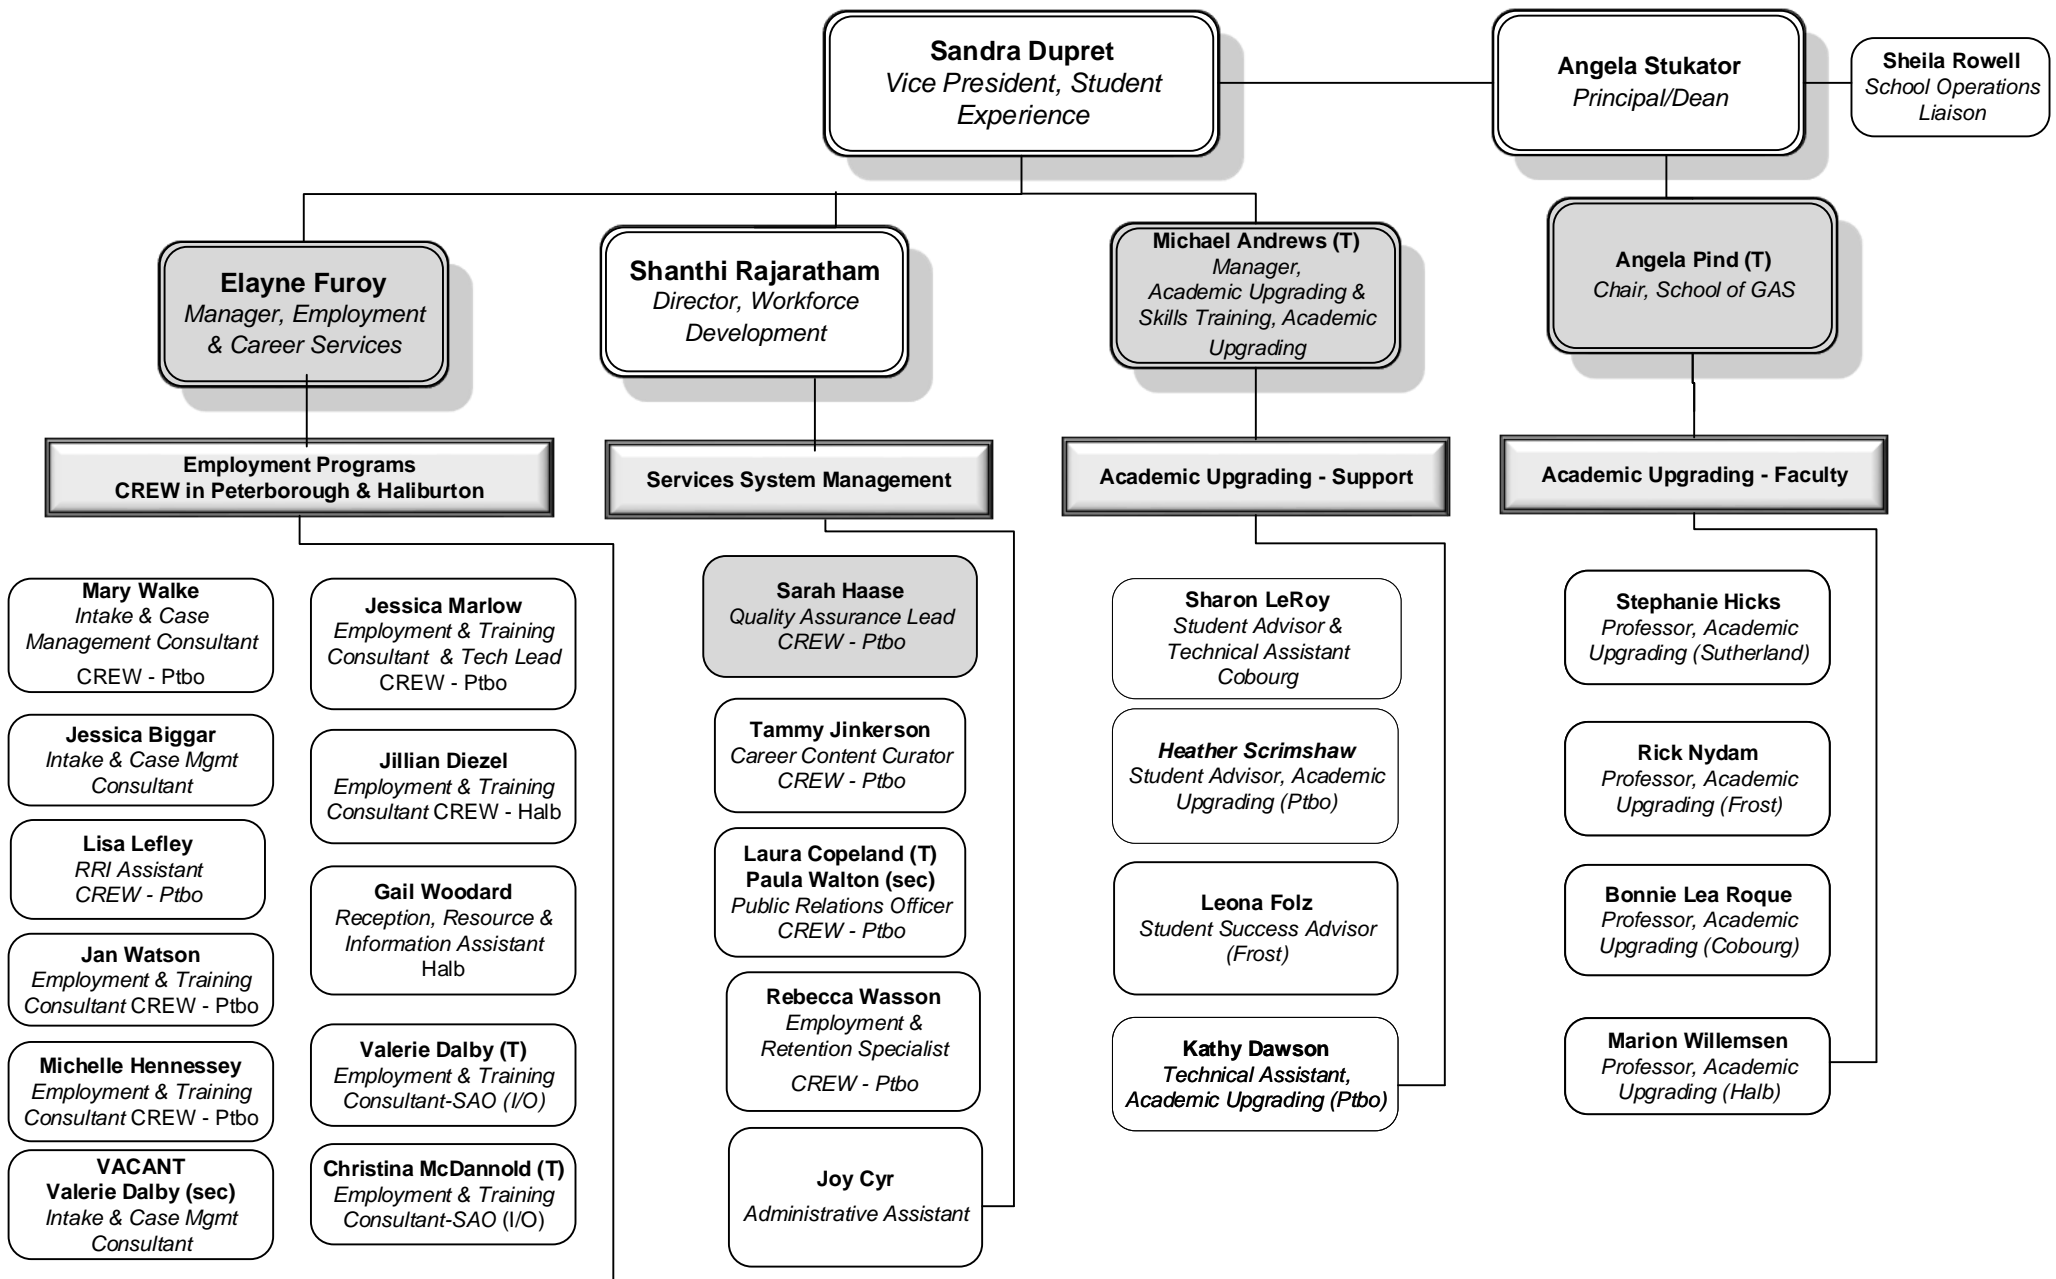 Sandra Dupret
Vice President, Student
Experience
Angela Stukator
Principal/Dean
Sheila Rowell
School Operations
Liaison
Elayne Furoy
Manager, Employment
& Career Services
Shanthi Rajaratham
Director, Workforce
Development
Michael Andrews (T)
Manager,
Academic Upgrading &
Skills Training, Academic
Upgrading
Angela Pind (T)
Chair, School of GAS
Employment Programs
CREW in Peterborough & Haliburton
Services System Management
Academic Upgrading - Support
Academic Upgrading - Faculty
Mary Walke
Intake & Case
Management Consultant
CREW - Ptbo
Jessica Biggar
Intake & Case Mgmt
Consultant
Lisa Lefley
RRI Assistant
CREW - Ptbo
Jan Watson
Employment & Training
Consultant CREW - Ptbo
Michelle Hennessey
Employment & Training
Consultant CREW - Ptbo
VACANT
Valerie Dalby (sec)
Intake & Case Mgmt
Consultant
Jessica Marlow
Employment & Training
Consultant & Tech Lead
CREW - Ptbo
Jillian Diezel
Employment & Training
Consultant CREW - Halb
Gail Woodard
Reception, Resource &
Information Assistant
Halb
Valerie Dalby (T)
Employment & Training
Consultant-SAO (I/O)
Christina McDannold (T)
Employment & Training
Consultant-SAO (I/O)
Sarah Haase
Quality Assurance Lead
CREW - Ptbo
Tammy Jinkerson
Career Content Curator
CREW - Ptbo
Laura Copeland (T)
Paula Walton (sec)
Public Relations Officer
CREW - Ptbo
Rebecca Wasson
Employment &
Retention Specialist
CREW - Ptbo
Joy Cyr
Administrative Assistant
Sharon LeRoy
Student Advisor &
Technical Assistant
Cobourg
Heather Scrimshaw
Student Advisor, Academic
Upgrading (Ptbo)
Leona Folz
Student Success Advisor
(Frost)
Kathy Dawson
Technical Assistant,
Academic Upgrading (Ptbo)
Stephanie Hicks
Professor, Academic
Upgrading (Sutherland)
Rick Nydam
Professor, Academic
Upgrading (Frost)
Bonnie Lea Roque
Professor, Academic
Upgrading (Cobourg)
Marion Willemsen
Professor, Academic
Upgrading (Halb)